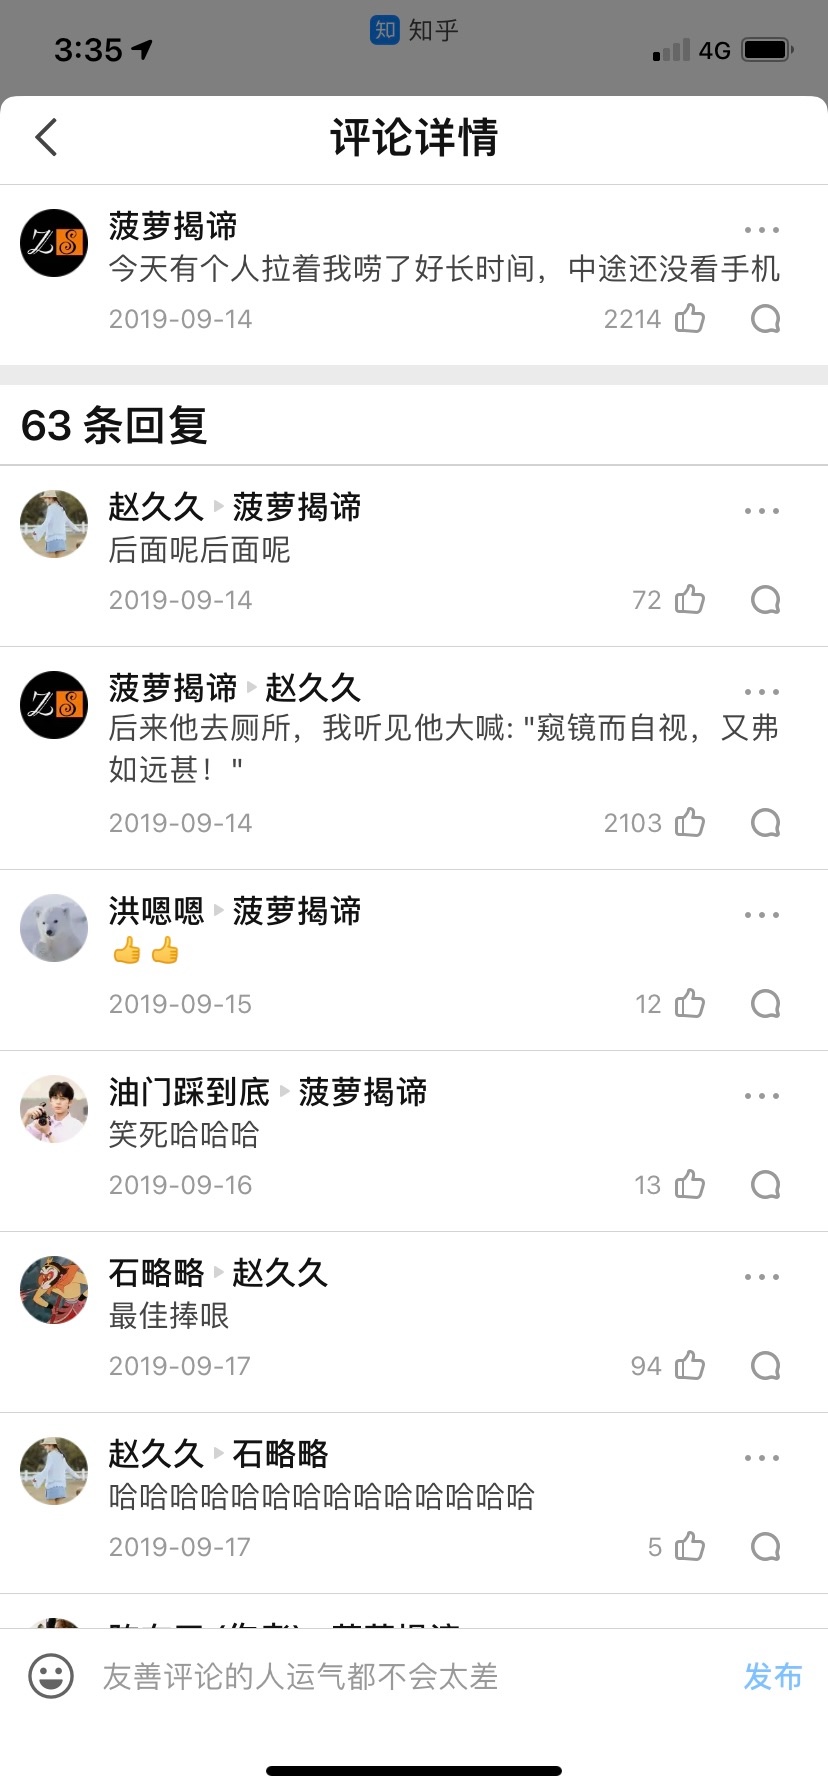 知 知乎
3:35
4G
评论详情
菠萝揭谛
今天有个人拉着我唠了好长时间，中途还没看手机
2019-09-14
2214
63 条回复
赵久久 ▸ 菠萝揭谛
后面呢后面呢
2019-09-14
72
菠萝揭谛 ▸ 赵久久
后来他去厕所，我听见他大喊: "窥镜而自视，又弗
如远甚！"
2019-09-14
2103
洪嗯嗯 ▸ 菠萝揭谛
👍👍
2019-09-15
12
油门踩到底 ▸ 菠萝揭谛
笑死哈哈哈
2019-09-16
13
石略略 ▸ 赵久久
最佳捧哏
2019-09-17
94
赵久久 ▸ 石略略
哈哈哈哈哈哈哈哈哈哈哈哈哈哈
2019-09-17
5
友善评论的人运气都不会太差
发布